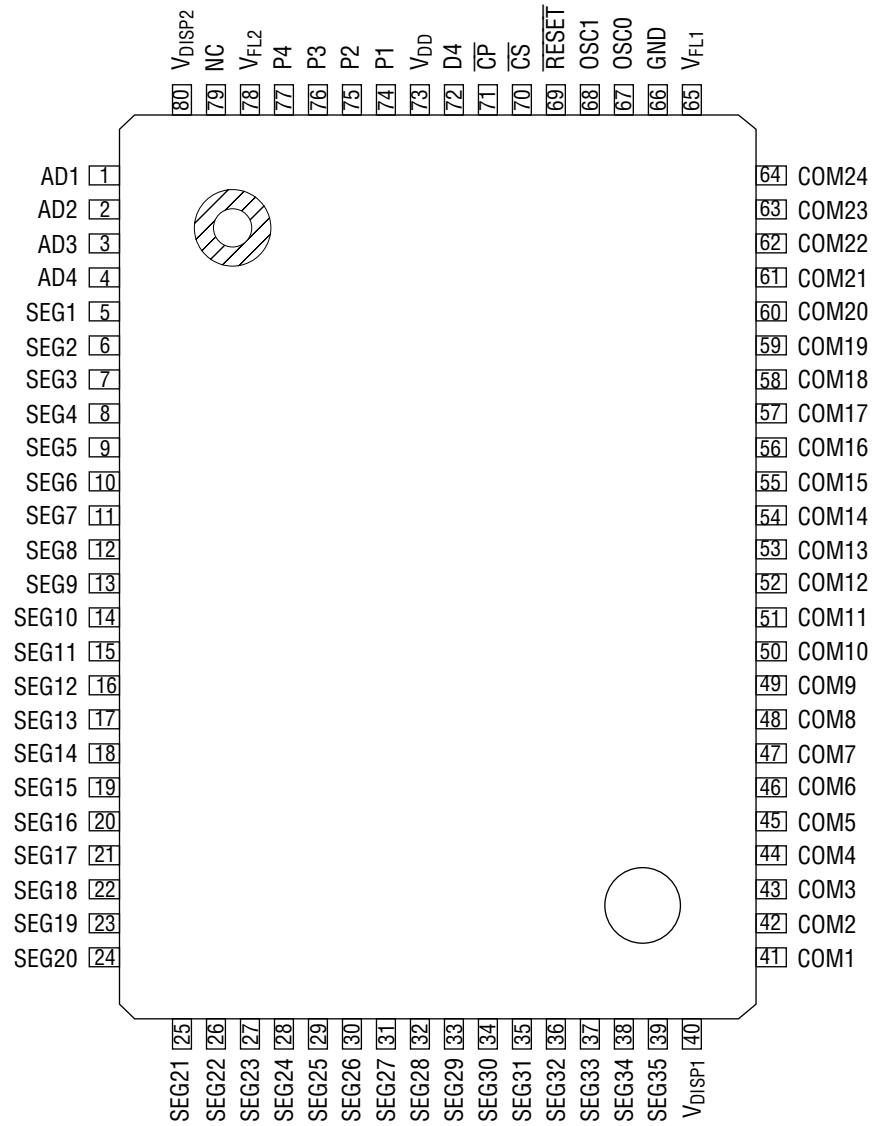 VDISP2 NC VFL2 P4 P3 P2 P1 VDD D4 CP CS RESET OSC1 OSC0 GND VFL1
80 79 78 77 76 75 74 73 72 71 70 69 68 67 66 65
AD1 1 64 COM24
AD2 2 63 COM23
AD3 3 62 COM22
AD4 4 61 COM21
SEG1 5 60 COM20
SEG2 6 59 COM19
SEG3 7 58 COM18
SEG4 8 57 COM17
SEG5 9 56 COM16
SEG6 10 55 COM15
SEG7 11 54 COM14
SEG8 12 53 COM13
SEG9 13 52 COM12
SEG10 14 51 COM11
SEG11 15 50 COM10
SEG12 16 49 COM9
SEG13 17 48 COM8
SEG14 18 47 COM7
SEG15 19 46 COM6
SEG16 20 45 COM5
SEG17 21 44 COM4
SEG18 22 43 COM3
SEG19 23 42 COM2
SEG20 24 41 COM1
25 26 27 28 29 30 31 32 33 34 35 36 37 38 39 40
SEG21 SEG22 SEG23 SEG24 SEG25 SEG26 SEG27 SEG28 SEG29 SEG30 SEG31 SEG32 SEG33 SEG34 SEG35 VDISP1